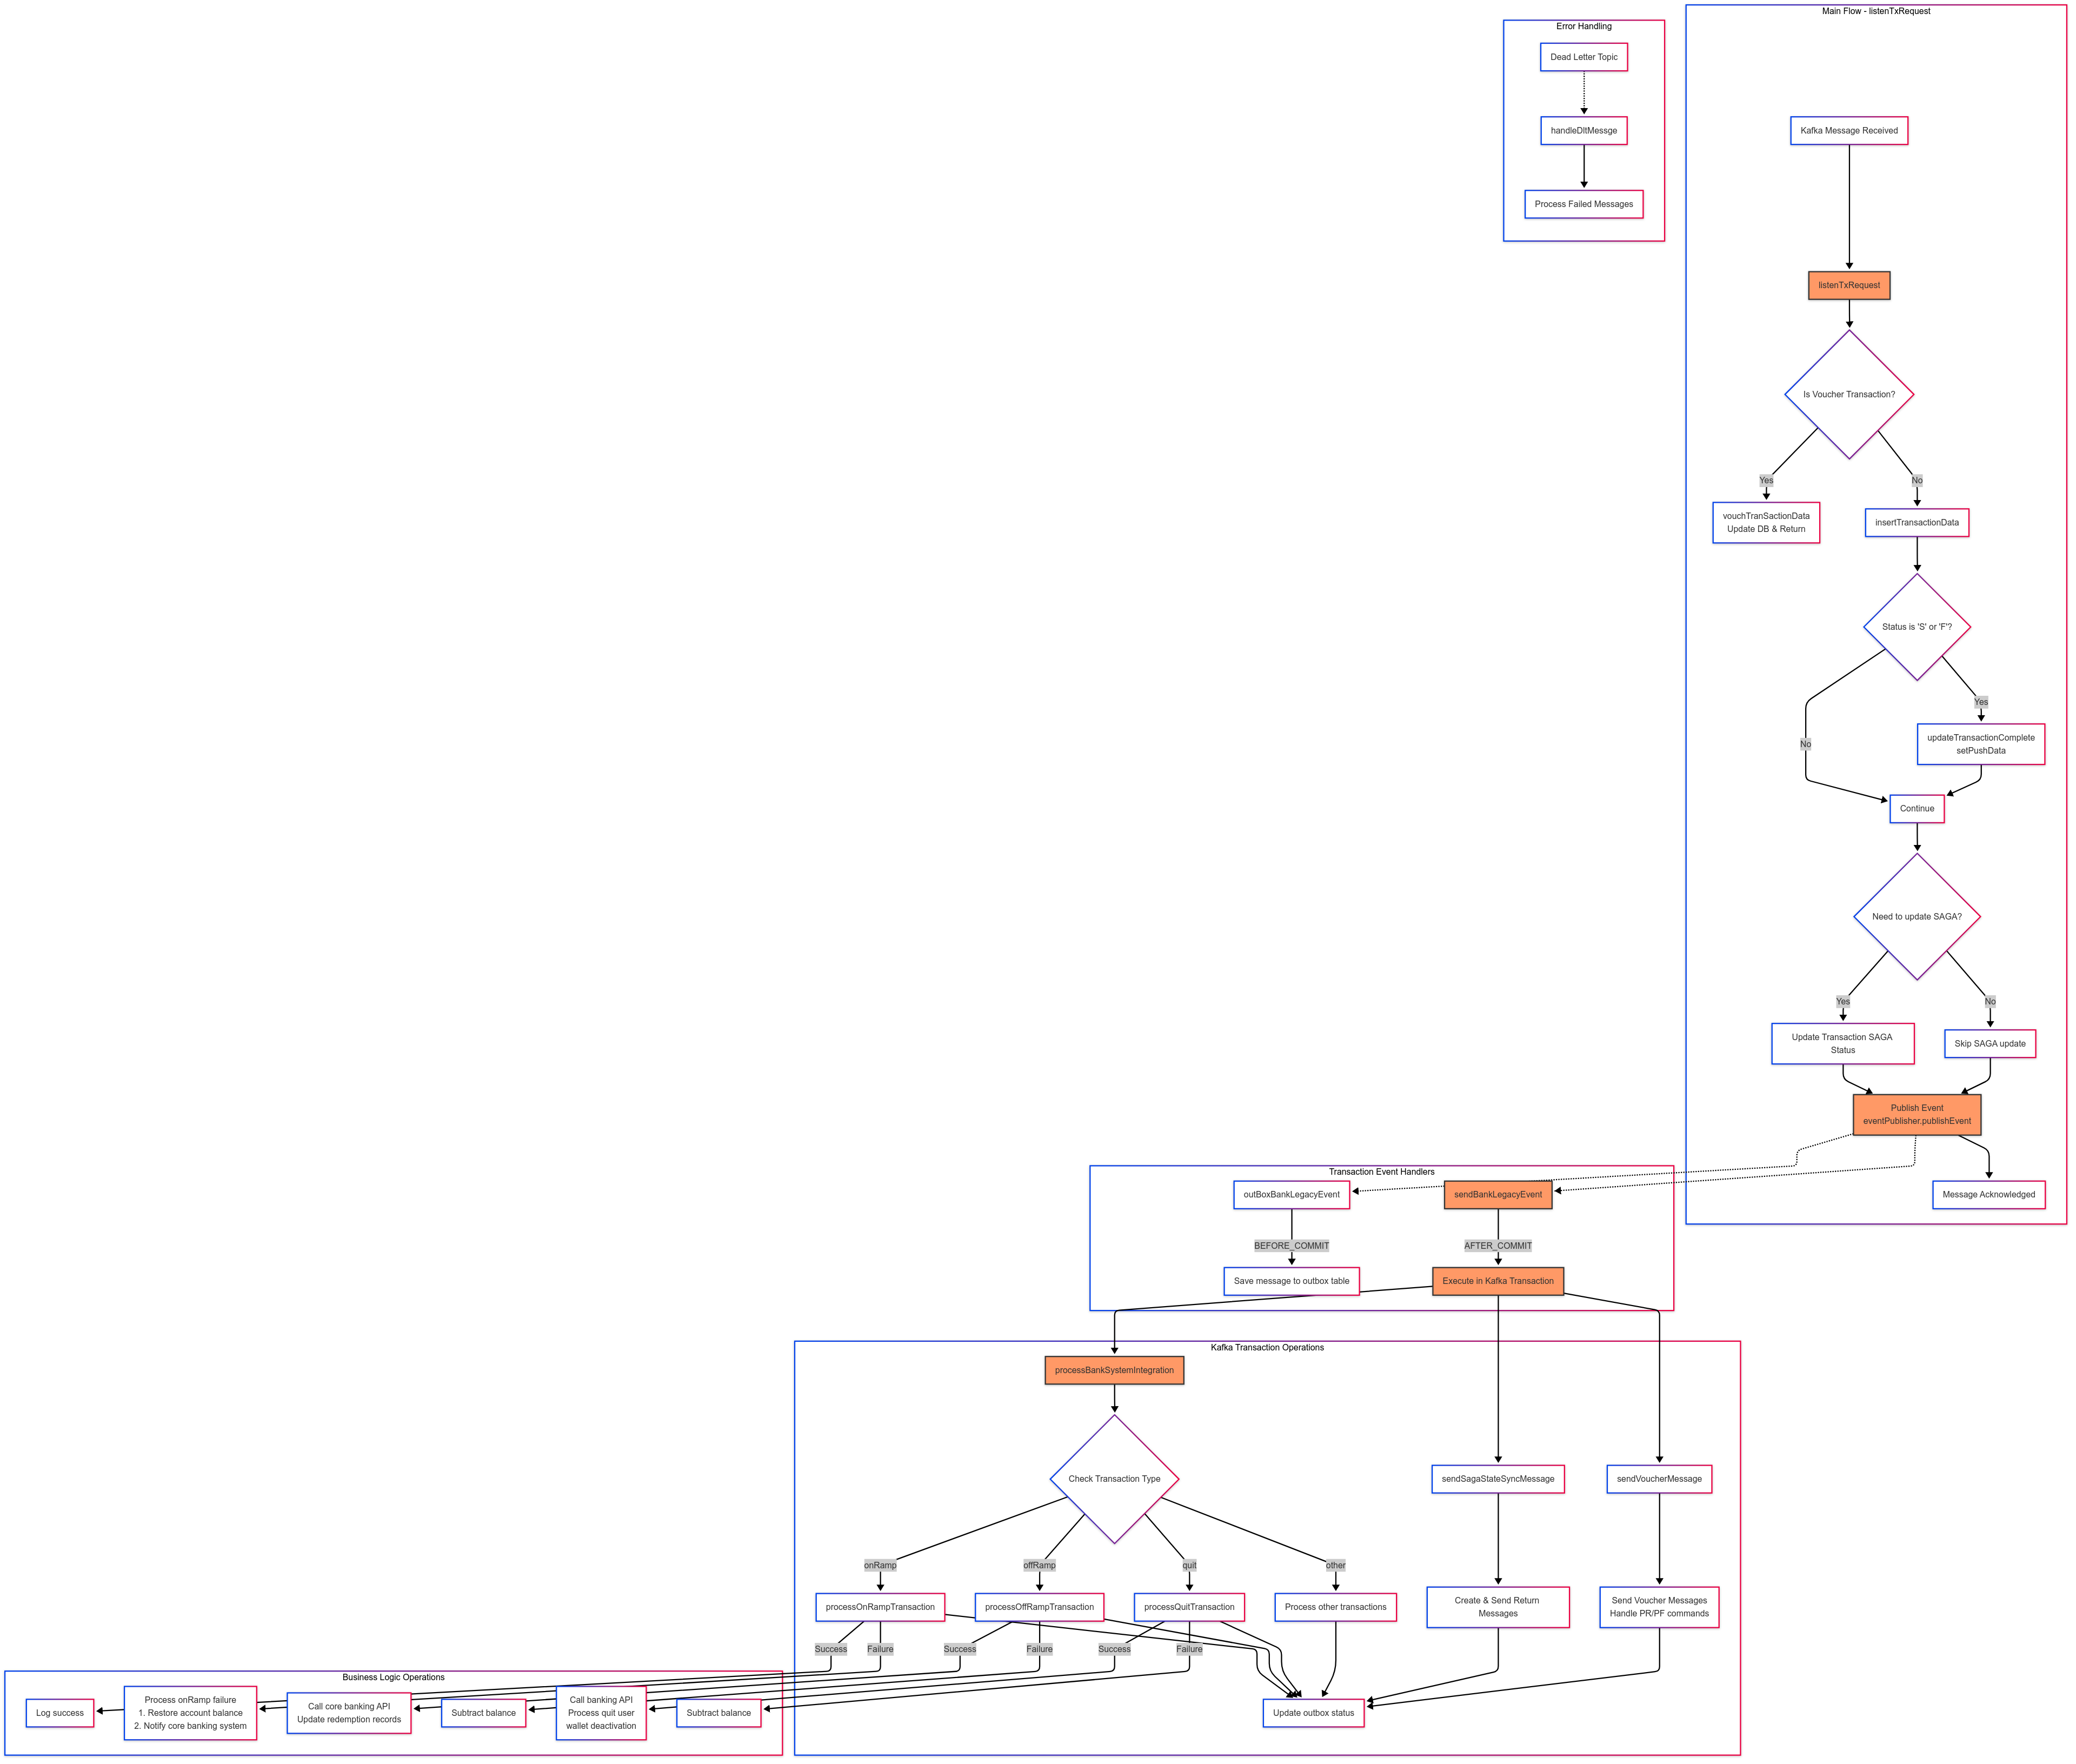 Main Flow - listenTxRequest
Error Handling
Dead Letter Topic
handleDltMessge
Process Failed Messages
Kafka Message Received
listenTxRequest
Is Voucher Transaction?
Yes
No
vouchTranSactionData
Update DB & Return
insertTransactionData
Status is 'S' or 'F'?
Yes
No
updateTransactionComplete
setPushData
Continue
Need to update SAGA?
Yes
No
Update Transaction SAGA
Status
Skip SAGA update
Publish Event
eventPublisher.publishEvent
Message Acknowledged
Transaction Event Handlers
outBoxBankLegacyEvent
sendBankLegacyEvent
BEFORE_COMMIT
AFTER_COMMIT
Save message to outbox table
Execute in Kafka Transaction
Kafka Transaction Operations
processBankSystemIntegration
Check Transaction Type
sendSagaStateSyncMessage
sendVoucherMessage
onRamp
offRamp
quit
other
processOnRampTransaction
processOffRampTransaction
processQuitTransaction
Process other transactions
Create & Send Return
Messages
Send Voucher Messages
Handle PR/PF commands
Success
Failure
Success
Failure
Success
Failure
Business Logic Operations
Log success
Process onRamp failure
1. Restore account balance
2. Notify core banking system
Call core banking API
Update redemption records
Subtract balance
Call banking API
Process quit user
wallet deactivation
Subtract balance
Update outbox status